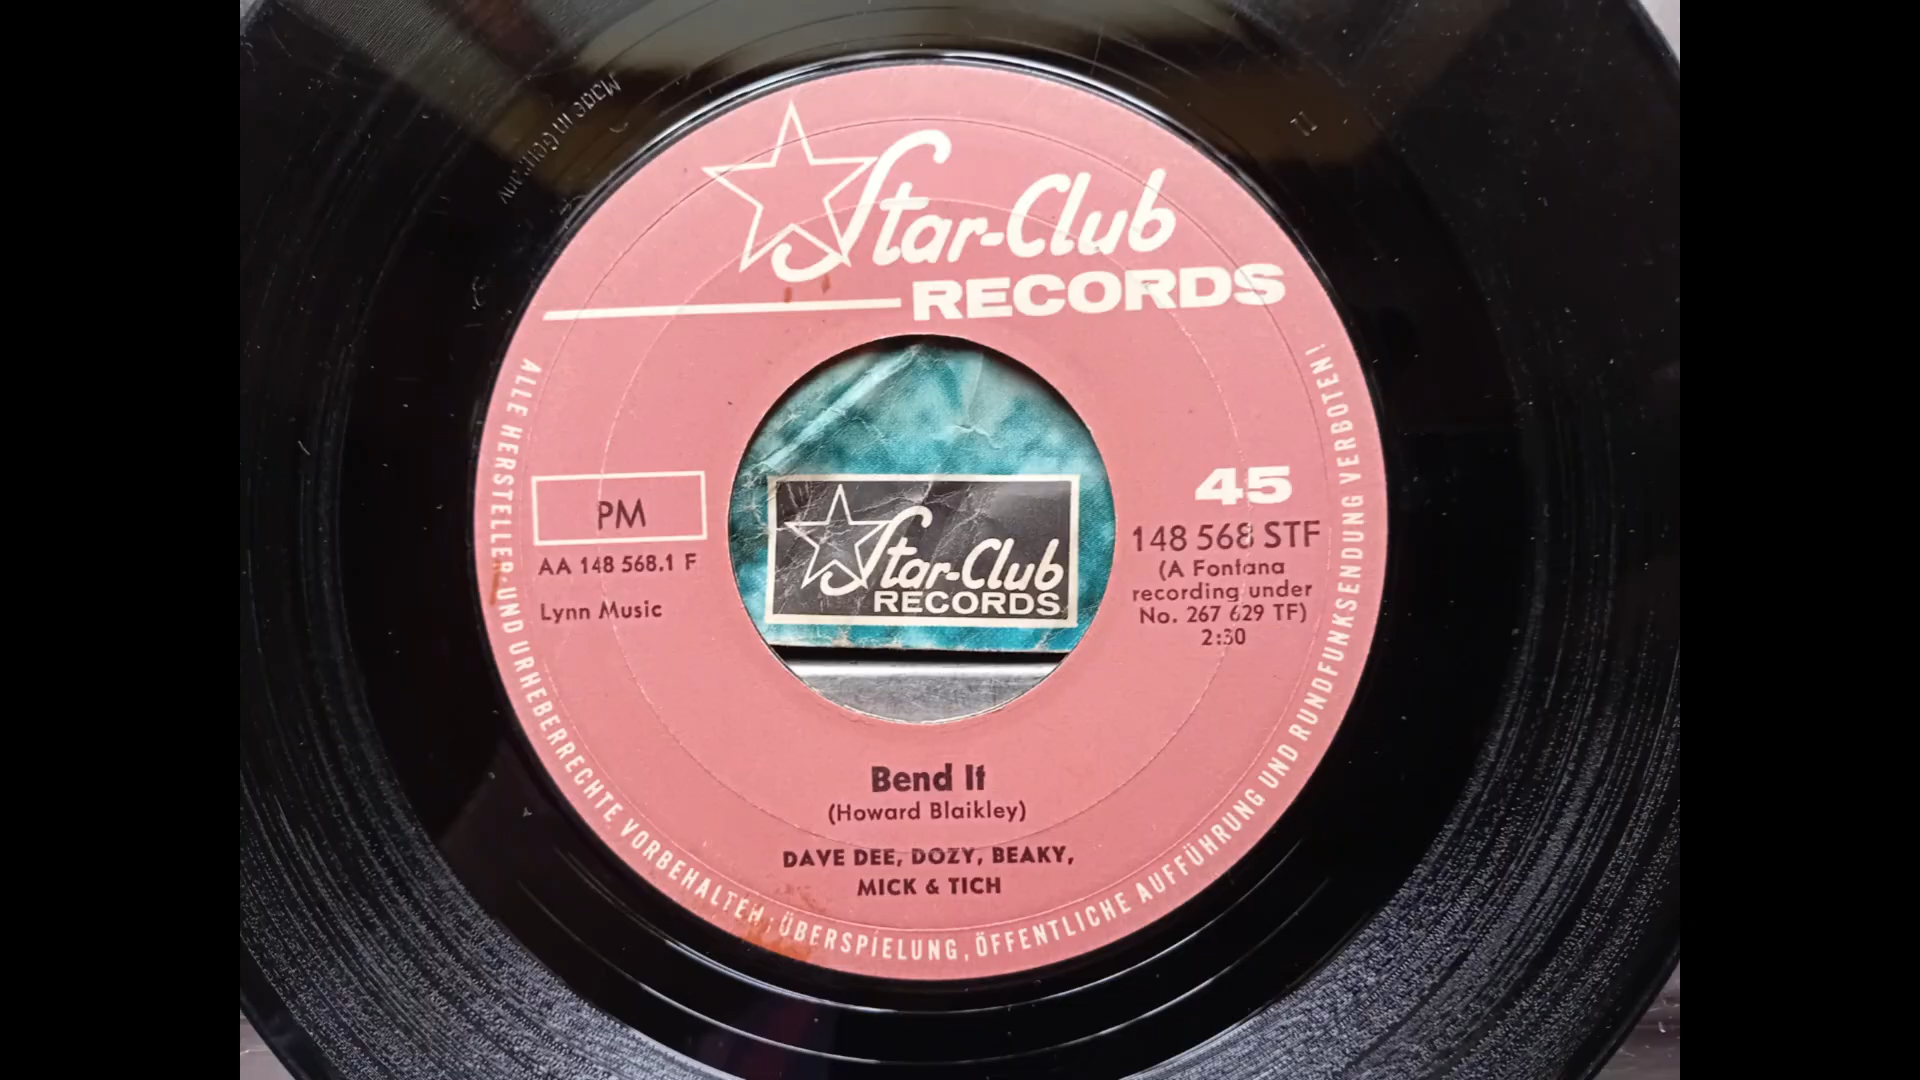 Made in Germany
Star-Club
RECORDS
PM
AA 148 568.1 F
Lynn Music
45
148 568 STF
(A Fontana
recording under
No. 267 629 TF)
2:30
Star-Club
RECORDS
Bend It
(Howard Blaikley)
DAVE DEE, DOZY, BEAKY,
MICK & TICH
ALLE HERSTELLER- UND URHEBERRECHTE VORBEHALTEN; ÜBERSPIELUNG, ÖFFENTLICHE AUFFÜHRUNG UND RUNDFUNKSENDUNG VERBOTEN!